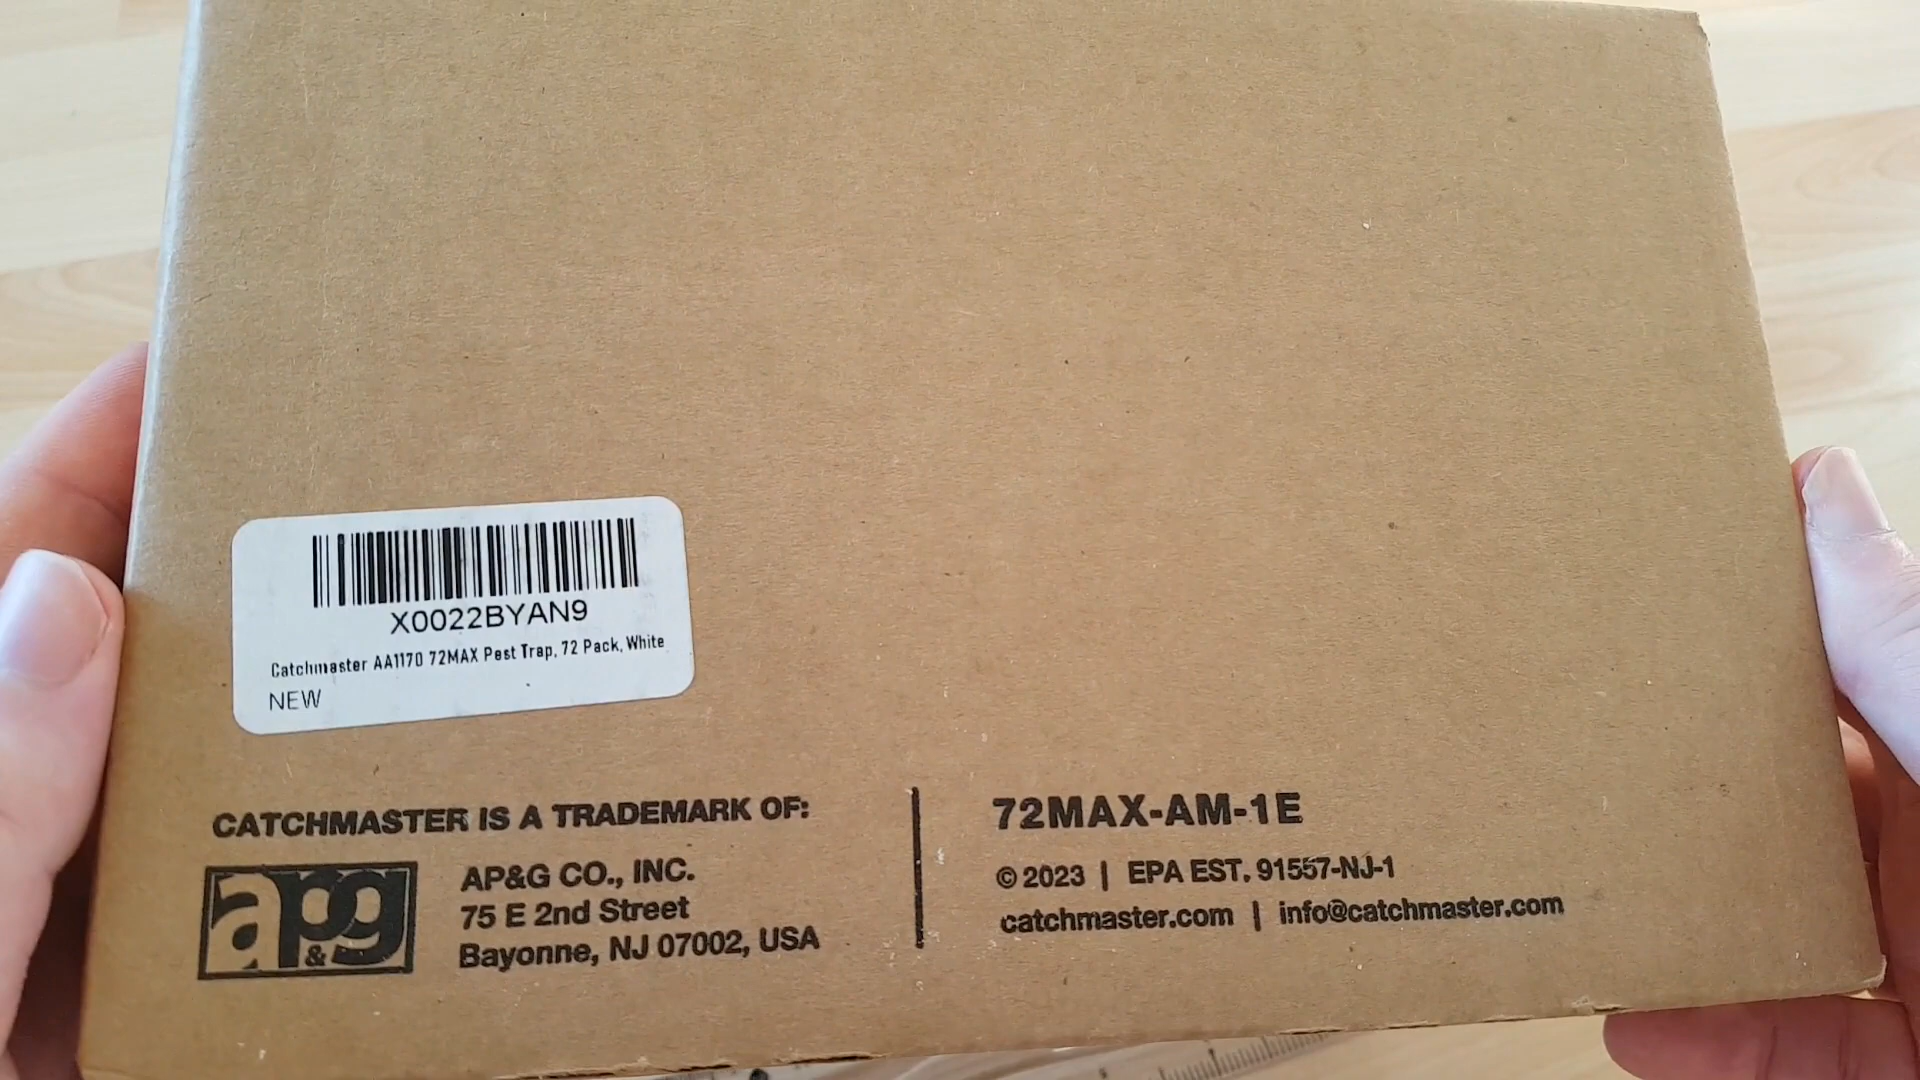 X0022BYAN9
Catchmaster AA1170 72MAX Pest Trap, 72 Pack, White
NEW
CATCHMASTER IS A TRADEMARK OF:
ap&g
AP&G CO., INC.
75 E 2nd Street
Bayonne, NJ 07002, USA
72MAX-AM-1E
© 2023 | EPA EST. 91557-NJ-1
catchmaster.com | info@catchmaster.com